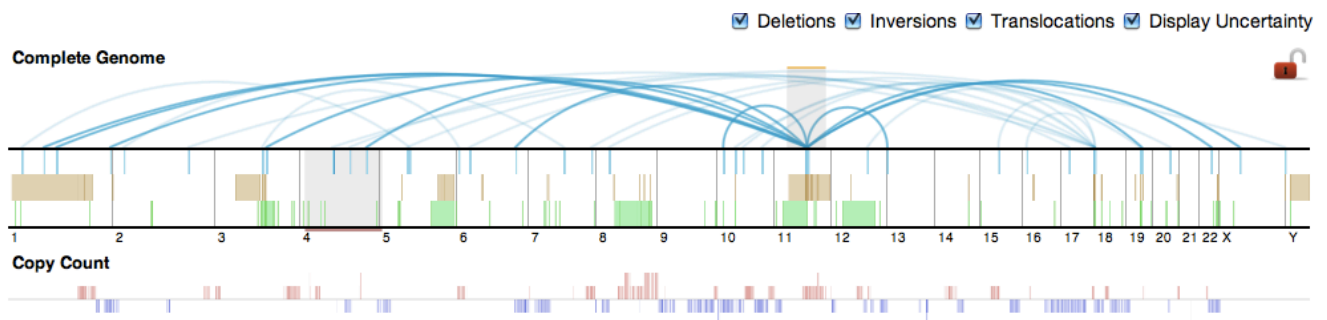 Deletions Inversions Translocations Display Uncertainty
Complete Genome
1 2 3 4 5 6 7 8 9 10 11 12 13 14 15 16 17 18 19 20 21 22 X Y
Copy Count